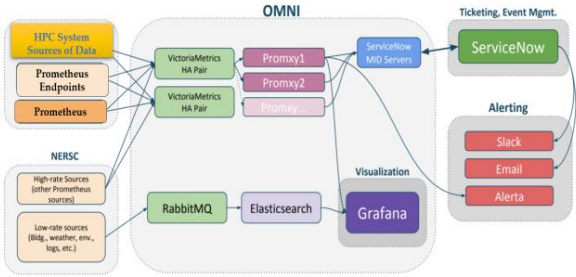 OMNI
Ticketing, Event Mgmt.
HPC System
Sources of Data
Prometheus
Endpoints
Prometheus
VictoriaMetrics
HA Pair
VictoriaMetrics
HA Pair
Promxy1
Promxy2
Promxy...
ServiceNow
MID Servers
ServiceNow
Alerting
Slack
Email
Alerta
NERSC
High-rate Sources
(other Prometheus
sources)
Low-rate sources
(Bldg., weather, env.,
logs, etc.)
RabbitMQ
Elasticsearch
Visualization
Grafana